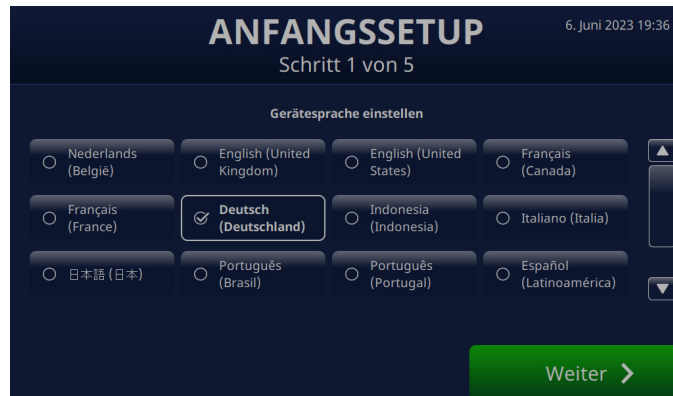 ANFANGSSETUP
6. Juni 2023 19:36
Schritt 1 von 5
Gerätesprache einstellen
Nederlands
(België)
English (United
Kingdom)
English (United
States)
Français
(Canada)
Français
(France)
Deutsch
(Deutschland)
Indonesia
(Indonesia)
Italiano (Italia)
日本語 (日本)
Português
(Brasil)
Português
(Portugal)
Español
(Latinoamérica)
Weiter